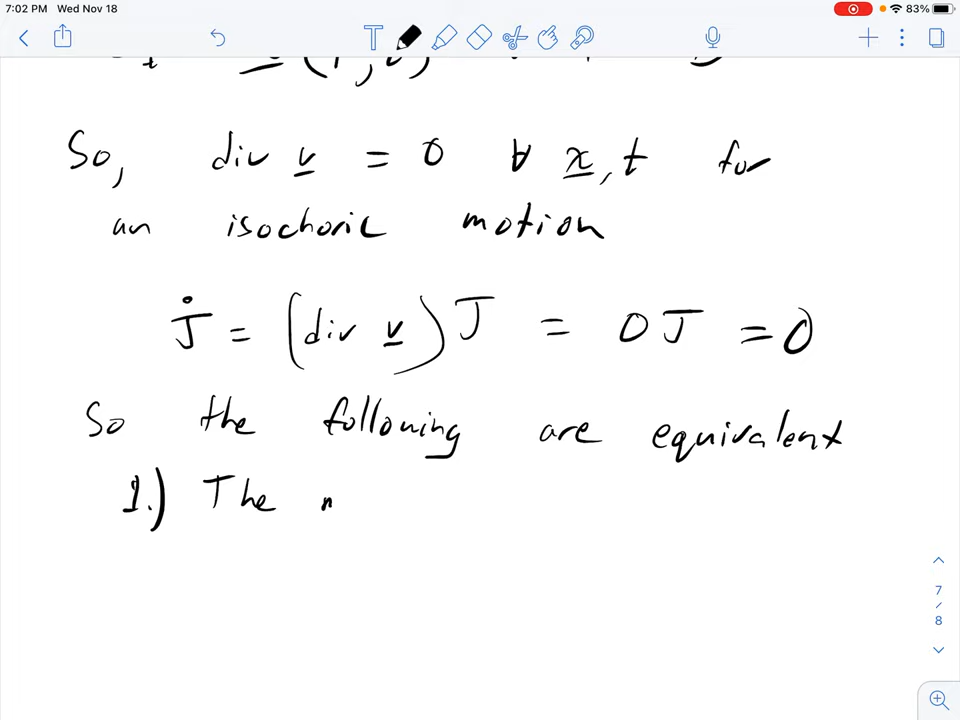 7:02 PM Wed Nov 18
83%
So, div v = 0 ∀ x, t for
an isochoric motion
J̇ = (div v) J = 0 J = 0
So the following are equivalent
1.) The
7
/
8